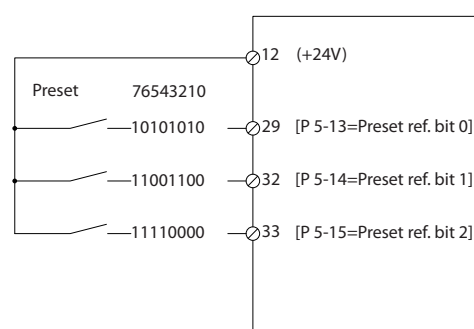 12 (+24V)
Preset 76543210
10101010 29 [P 5-13=Preset ref. bit 0]
11001100 32 [P 5-14=Preset ref. bit 1]
11110000 33 [P 5-15=Preset ref. bit 2]